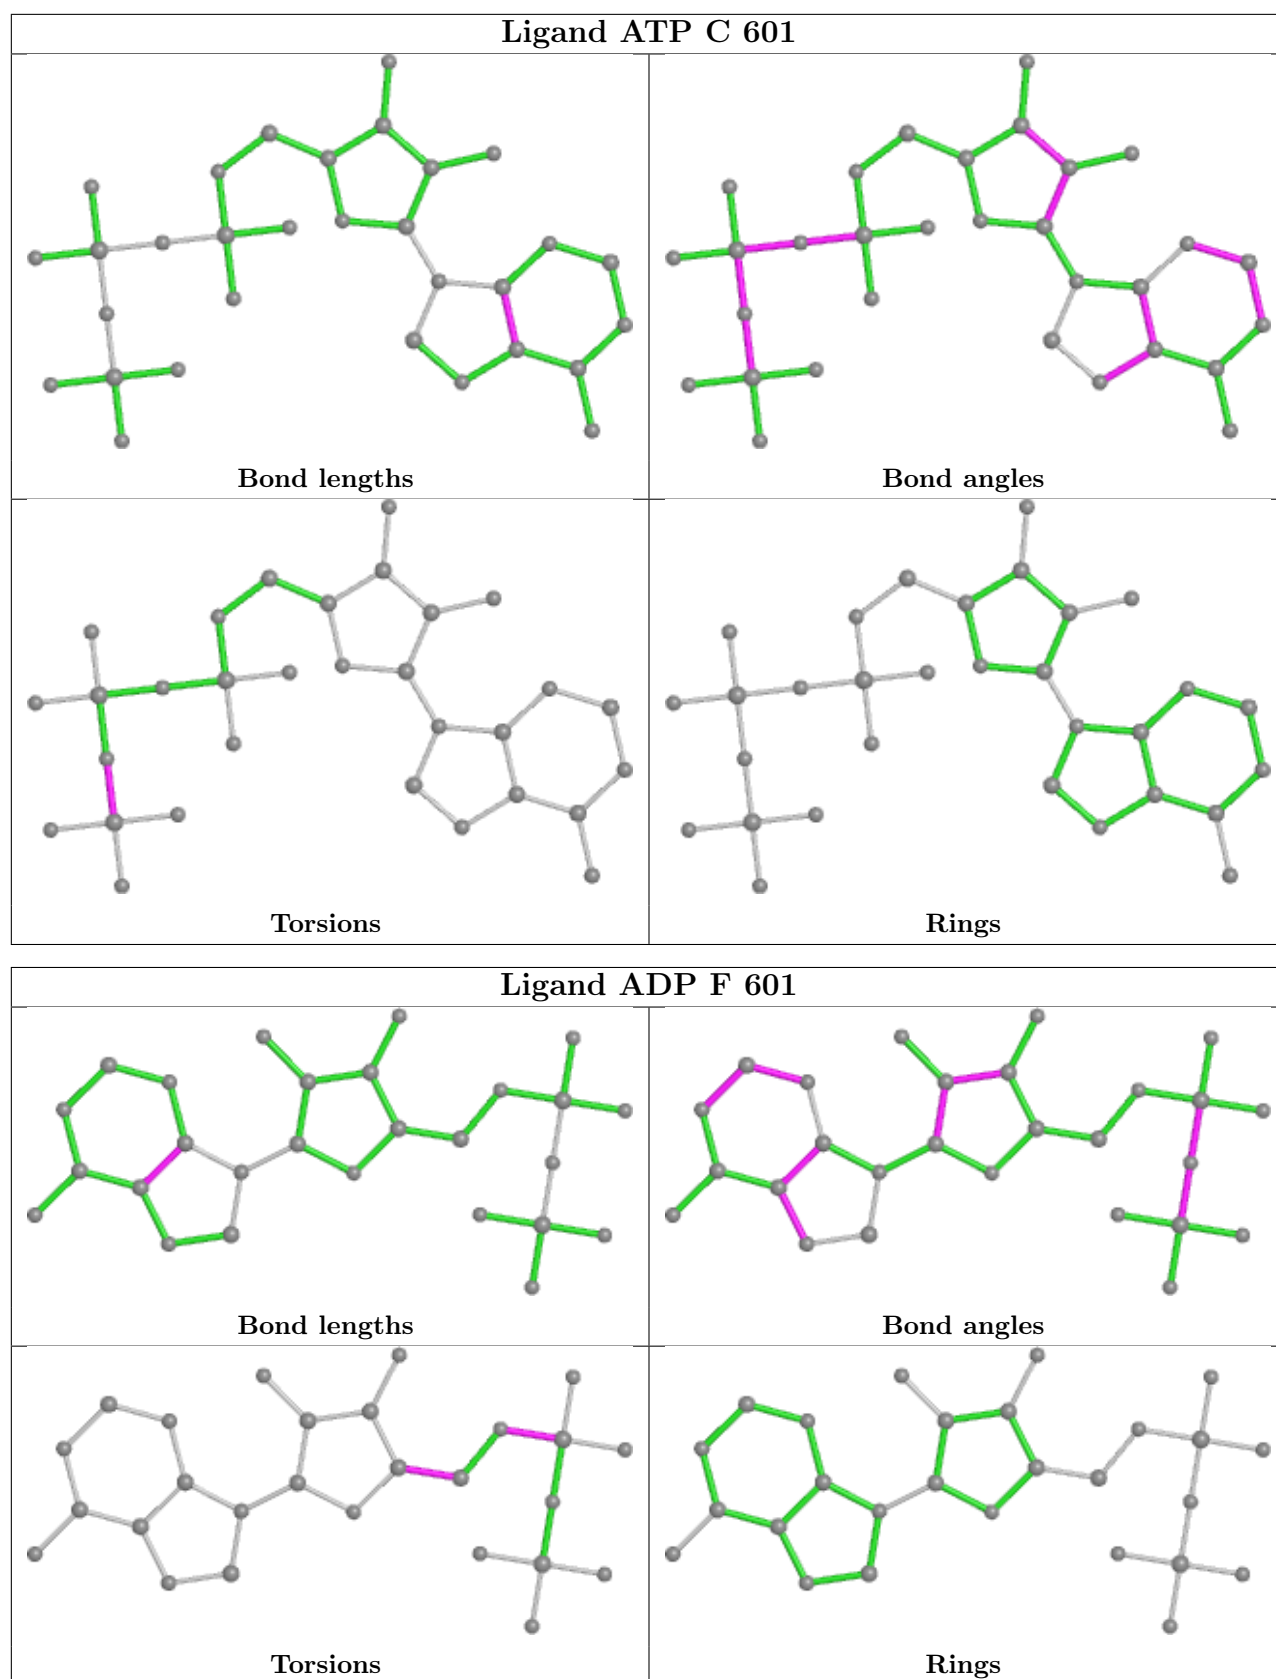 Ligand ATP C 601
Bond lengths
Bond angles
Torsions
Rings
Ligand ADP F 601
Bond lengths
Bond angles
Torsions
Rings